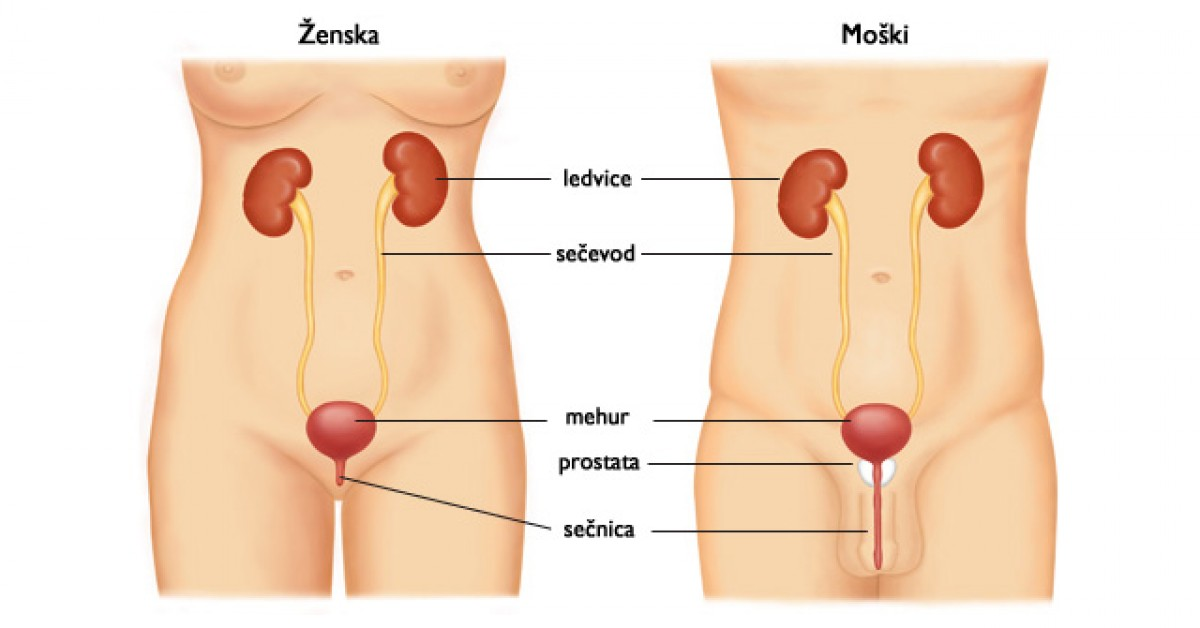 Ženska
Moški
ledvice
sečevod
mehur
prostata
sečnica